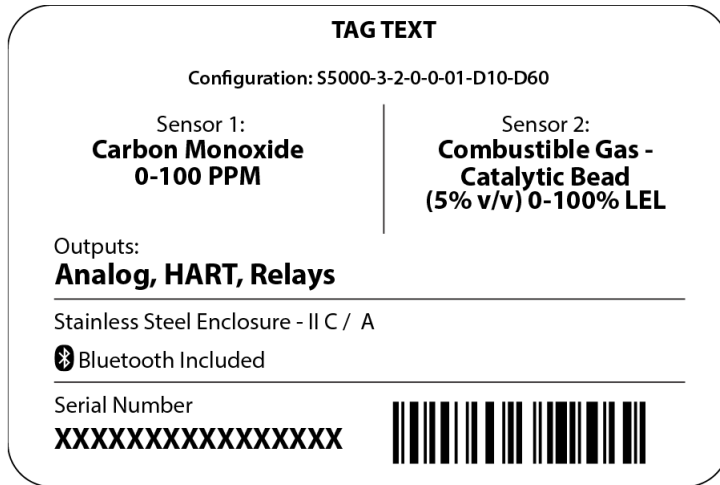 TAG TEXT
Configuration: S5000-3-2-0-0-01-D10-D60
Sensor 1:
Carbon Monoxide
0-100 PPM
Sensor 2:
Combustible Gas -
Catalytic Bead
(5% v/v) 0-100% LEL
Outputs:
Analog, HART, Relays
Stainless Steel Enclosure - II C / A
Bluetooth Included
Serial Number
XXXXXXXXXXXXXXXX